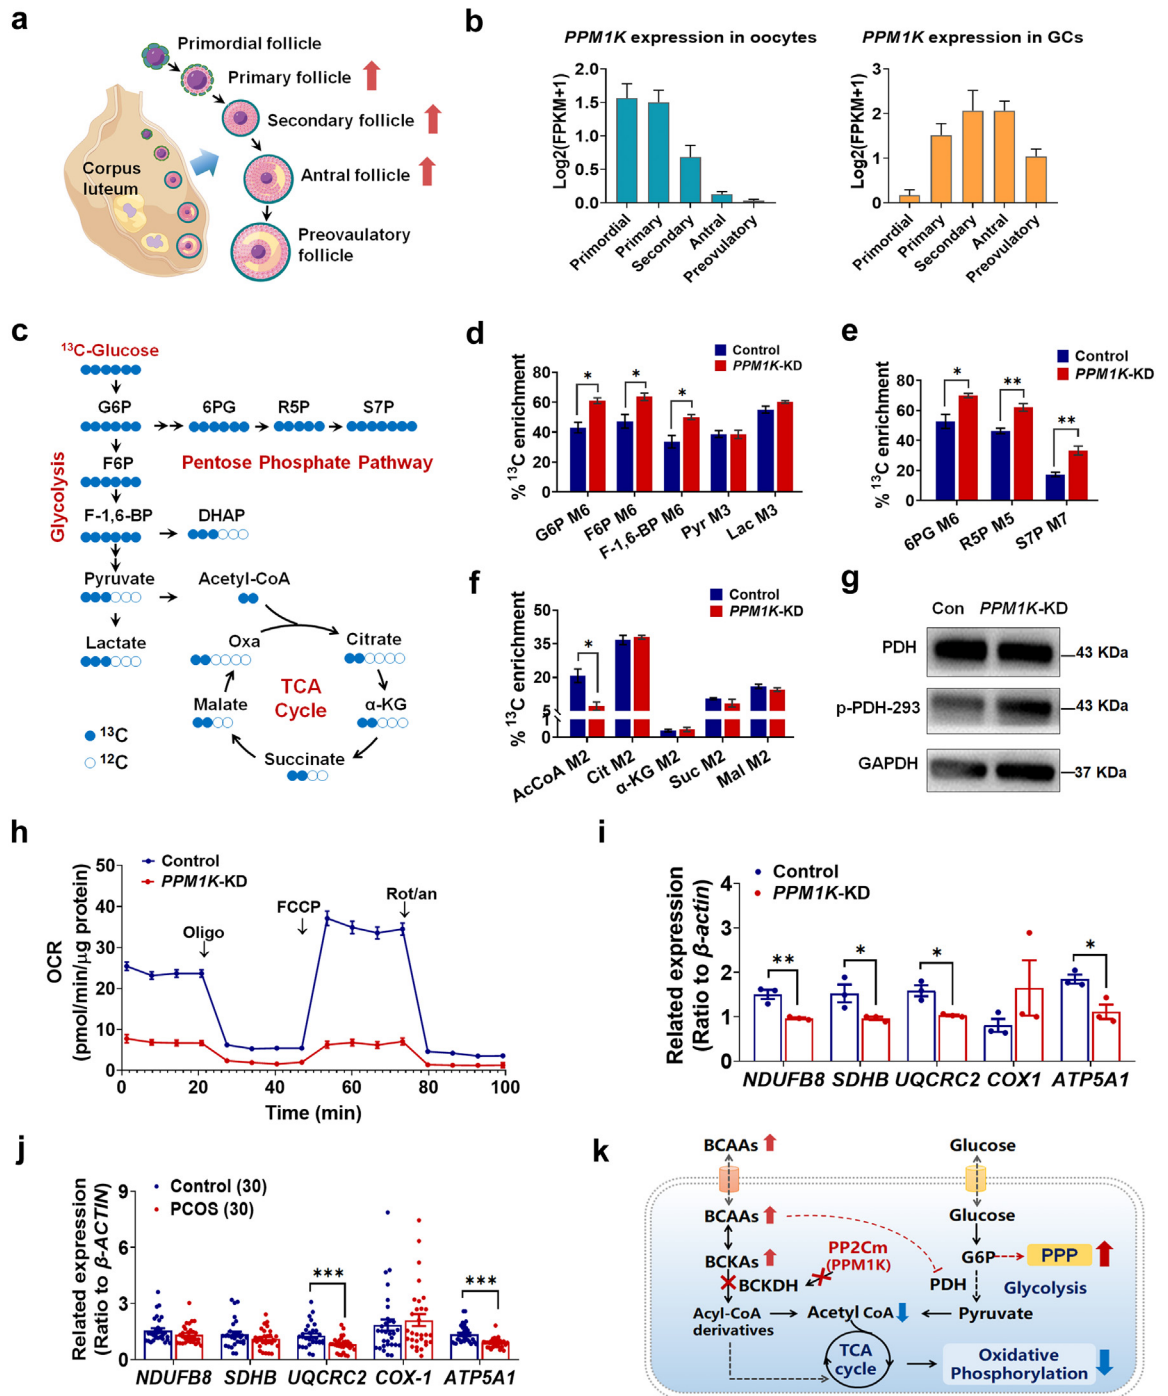 a
Primordial follicle
Primary follicle
Secondary follicle
Antral follicle
Preovaulatory
follicle
Corpus
luteum
b
PPM1K expression in oocytes
Log2(FPKM+1)
2.0
1.5
1.0
0.5
0.0
Primordial
Primary
Secondary
Antral
Preovulatory
PPM1K expression in GCs
Log2(FPKM+1)
3
2
1
0
Primordial
Primary
Secondary
Antral
Preovulatory
c
13C-Glucose
G6P
6PG
R5P
S7P
F6P
Pentose Phosphate Pathway
Glycolysis
F-1,6-BP
DHAP
Pyruvate
Acetyl-CoA
Lactate
Oxa
Citrate
TCA
Cycle
Malate
α-KG
Succinate
13C
12C
d
Control
PPM1K-KD
% 13C enrichment
80
60
40
20
0
* * *
G6P M6
F6P M6
F-1,6-BP M6
Pyr M3
Lac M3
e
Control
PPM1K-KD
% 13C enrichment
80
60
40
20
0
* ** **
6PG M6
R5P M5
S7P M7
f
Control
PPM1K-KD
% 13C enrichment
50
35
20
5
1
0
*
AcCoA M2
Cit M2
α-KG M2
Suc M2
Mal M2
g
Con PPM1K-KD
PDH
43 KDa
p-PDH-293
43 KDa
GAPDH
37 KDa
h
Control
PPM1K-KD
OCR
(pmol/min/μg protein)
50
40
30
20
10
0
Oligo
FCCP
Rot/an
0 20 40 60 80 100
Time (min)
i
Control
PPM1K-KD
Related expression
(Ratio to β-actin)
4
3
2
1
0
** * * *
NDUFB8 SDHB UQCRC2 COX1 ATP5A1
j
Control (30)
PCOS (30)
Related expression
(Ratio to β-ACTIN)
9
6
3
0
*** ***
NDUFB8 SDHB UQCRC2 COX-1 ATP5A1
k
BCAAs
Glucose
BCAAs
Glucose
BCKAs
PP2Cm
(PPM1K)
G6P
PPP
BCKDH
PDH
Glycolysis
Acyl-CoA
derivatives
Acetyl CoA
Pyruvate
TCA
cycle
Oxidative
Phosphorylation